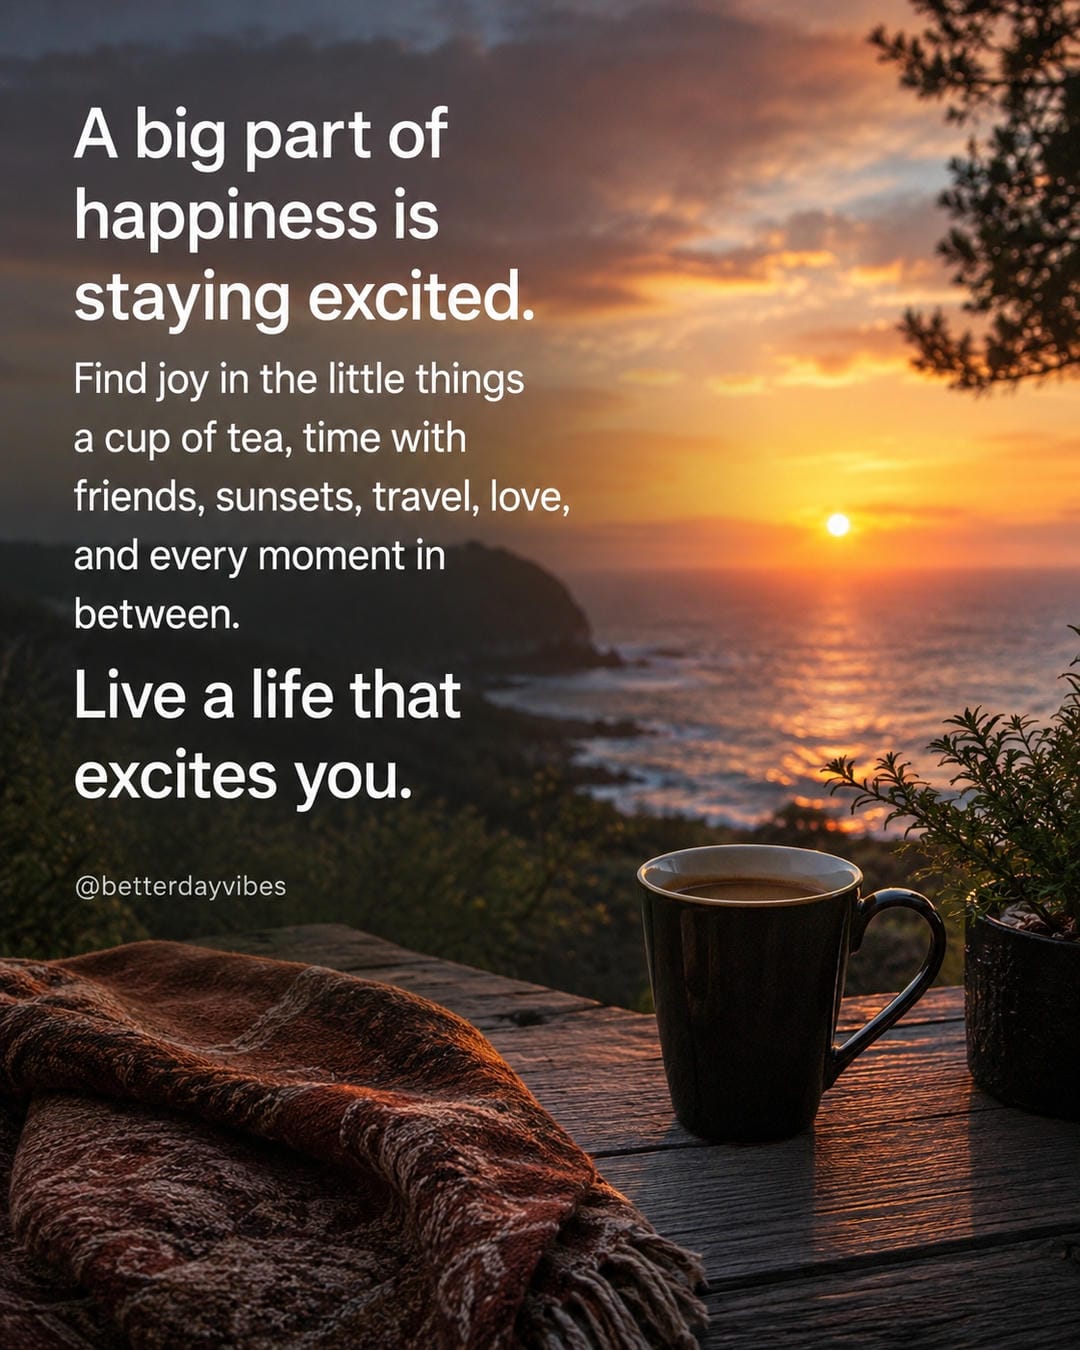 A big part of
happiness is
staying excited.
Find joy in the little things
a cup of tea, time with
friends, sunsets, travel, love,
and every moment in
between.
Live a life that
excites you.
@betterdayvibes